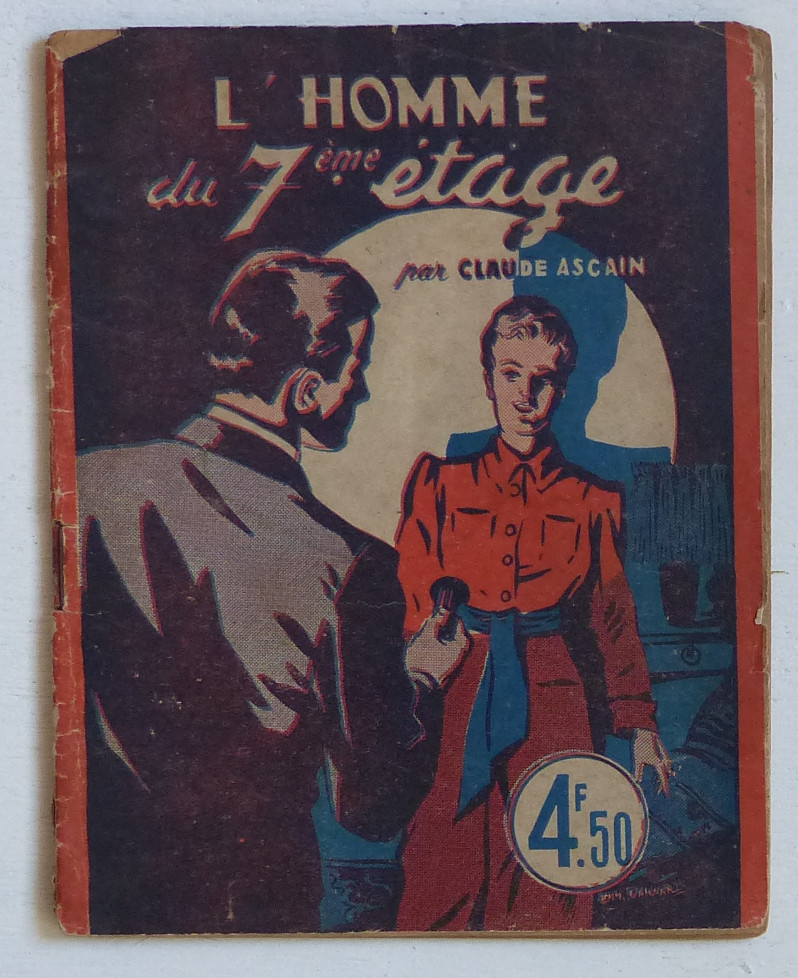 L'HOMME
du 7ème étage
par CLAUDE ASCAIN
4F.50